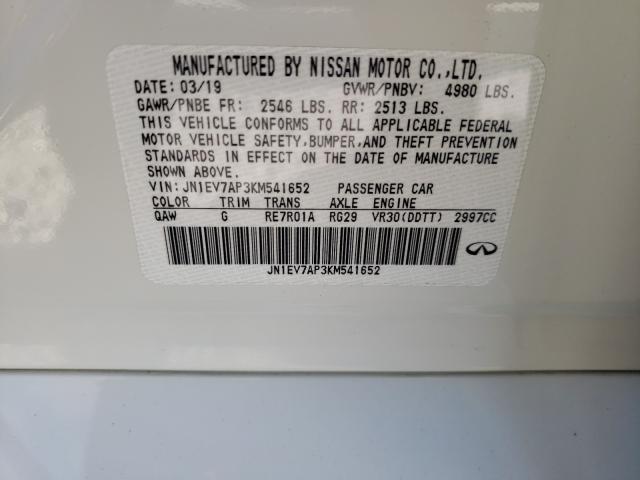 MANUFACTURED BY NISSAN MOTOR CO.,LTD.
DATE: 03/19 GVWR/PNBV: 4980 LBS.
GAWR/PNBE FR: 2546 LBS. RR: 2513 LBS.
THIS VEHICLE CONFORMS TO ALL APPLICABLE FEDERAL
MOTOR VEHICLE SAFETY,BUMPER,AND THEFT PREVENTION
STANDARDS IN EFFECT ON THE DATE OF MANUFACTURE
SHOWN ABOVE.
VIN:JN1EV7AP3KM541652 PASSENGER CAR
COLOR TRIM TRANS AXLE ENGINE
QAW G RE7R01A RG29 VR30(DDTT) 2997CC
JN1EV7AP3KM541652